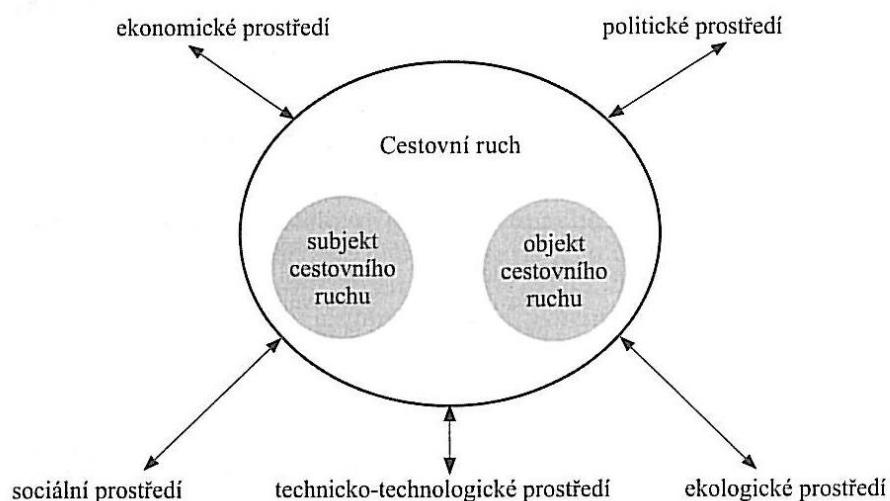 ekonomické prostředí
politické prostředí
Cestovní ruch
subjekt
cestovního
ruchu
objekt
cestovního
ruchu
sociální prostředí
technicko-technologické prostředí
ekologické prostředí